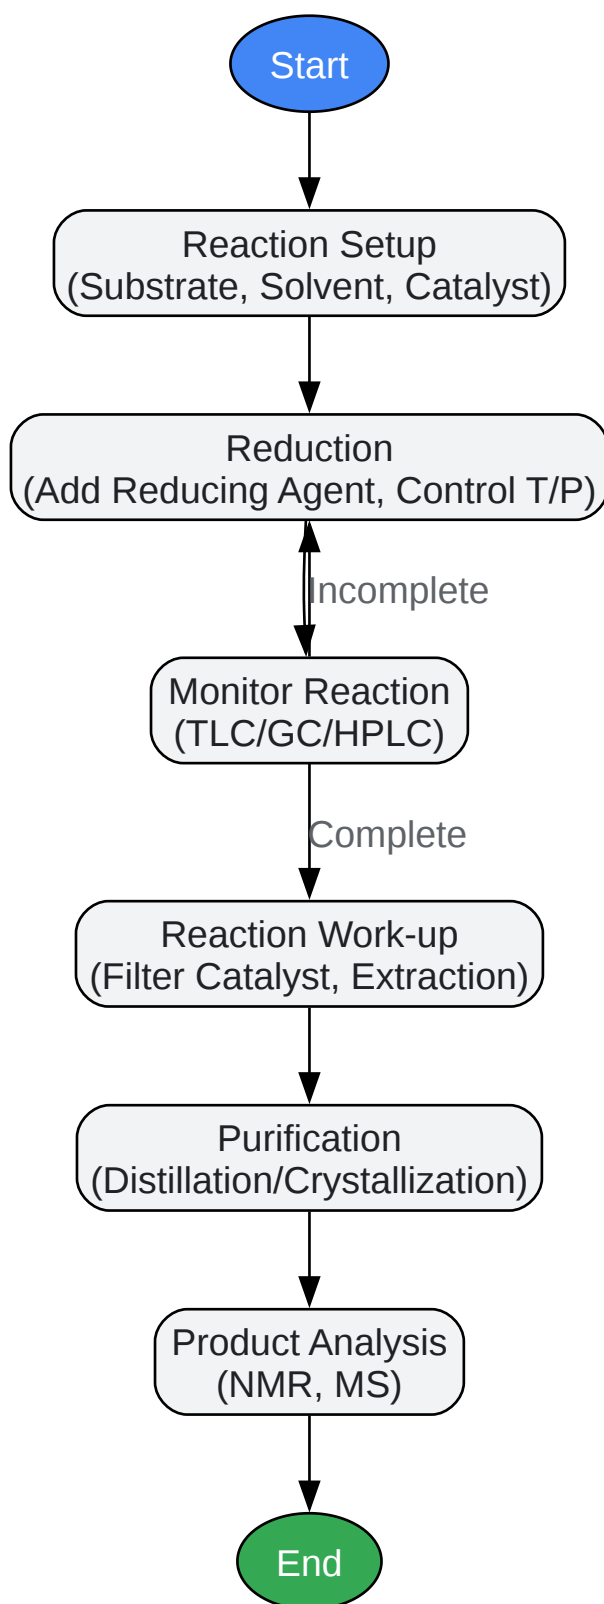 Start
Reaction Setup
(Substrate, Solvent, Catalyst)
Reduction
(Add Reducing Agent, Control T/P)
Incomplete
Monitor Reaction
(TLC/GC/HPLC)
Complete
Reaction Work-up
(Filter Catalyst, Extraction)
Purification
(Distillation/Crystallization)
Product Analysis
(NMR, MS)
End